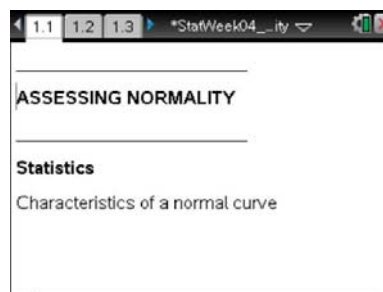 1.1 1.2 1.3 *StatWeek04_...ity
ASSESSING NORMALITY
Statistics
Characteristics of a normal curve